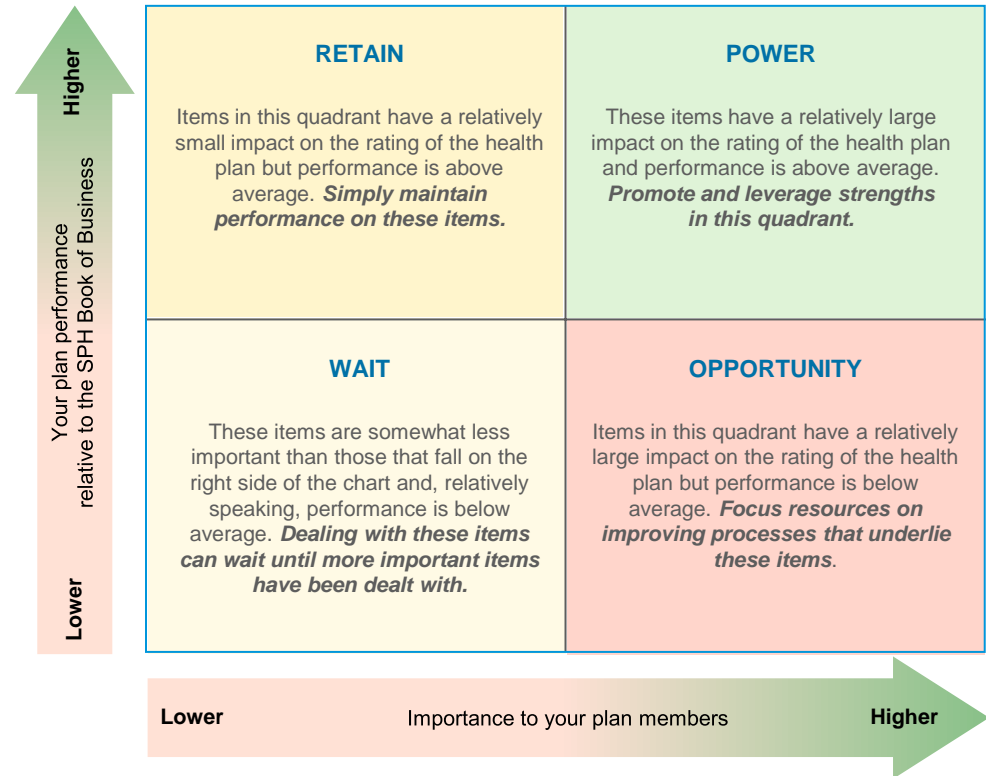 Higher
Your plan performance
relative to the SPH Book of Business
Lower
RETAIN
Items in this quadrant have a relatively
small impact on the rating of the health
plan but performance is above
average. Simply maintain
performance on these items.
POWER
These items have a relatively large
impact on the rating of the health plan
and performance is above average.
Promote and leverage strengths
in this quadrant.
WAIT
These items are somewhat less
important than those that fall on the
right side of the chart and, relatively
speaking, performance is below
average. Dealing with these items
can wait until more important items
have been dealt with.
OPPORTUNITY
Items in this quadrant have a relatively
large impact on the rating of the health
plan but performance is below
average. Focus resources on
improving processes that underlie
these items.
Lower
Importance to your plan members
Higher